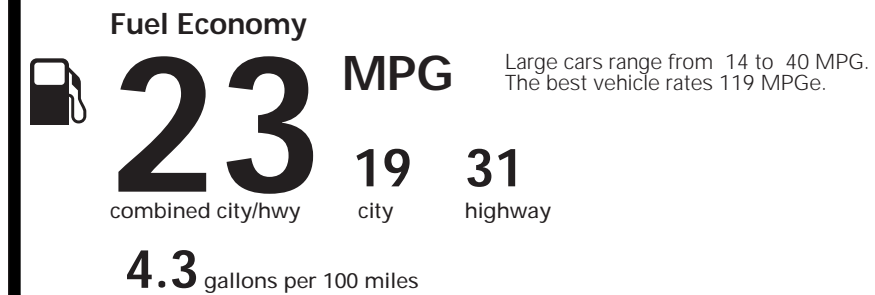 Fuel Economy
23 MPG
Large cars range from 14 to 40 MPG.
The best vehicle rates 119 MPGe.
19 31
combined city/hwy city highway
4.3 gallons per 100 miles